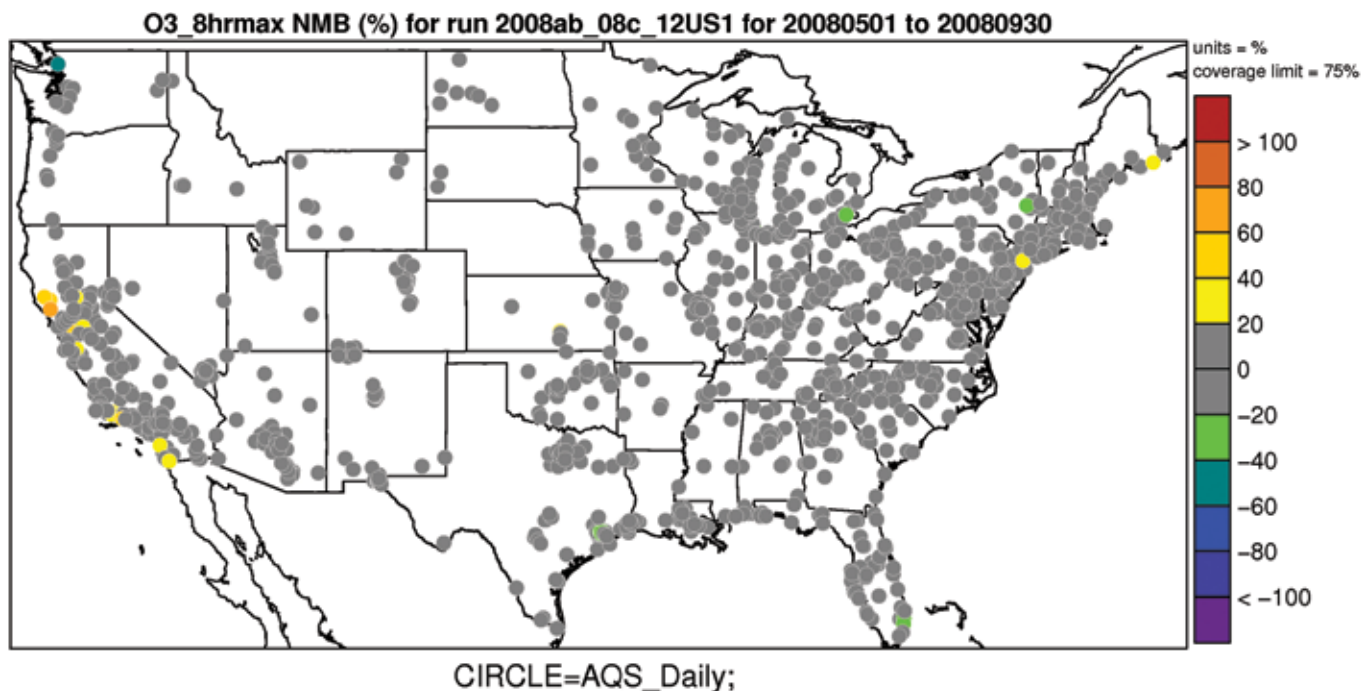 O3_8hrmax NMB (%) for run 2008ab_08c_12US1 for 20080501 to 20080930
units = %
coverage limit = 75%
> 100
80
60
40
20
0
−20
−40
−60
−80
< −100
CIRCLE=AQS_Daily;